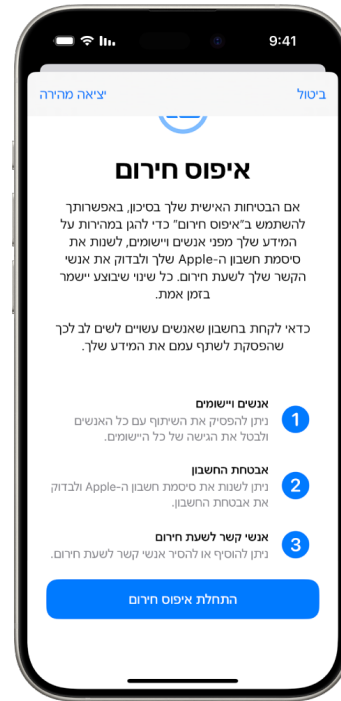 9:41
ביטול
יציאה מהירה
איפוס חירום
אם הבטיחות האישית שלך בסיכון, באפשרותך
להשתמש ב״איפוס חירום״ כדי להגן במהירות על
המידע שלך מפני אנשים ויישומים, לשנות את
סיסמת חשבון ה-Apple שלך ולבדוק את אנשי
הקשר שלך לשעת חירום. כל שינוי שיבוצע יישמר
בזמן אמת.
כדאי לקחת בחשבון שאנשים עשויים לשים לב לכך
שהפסקת לשתף עמם את המידע שלך.
אנשים ויישומים
1
ניתן להפסיק את השיתוף עם כל האנשים
ולבטל את הגישה של כל היישומים.
אבטחת החשבון
2
ניתן לשנות את סיסמת חשבון ה-Apple ולבדוק
את אבטחת החשבון.
אנשי קשר לשעת חירום
3
ניתן להוסיף או להסיר אנשי קשר לשעת חירום.
התחלת איפוס חירום